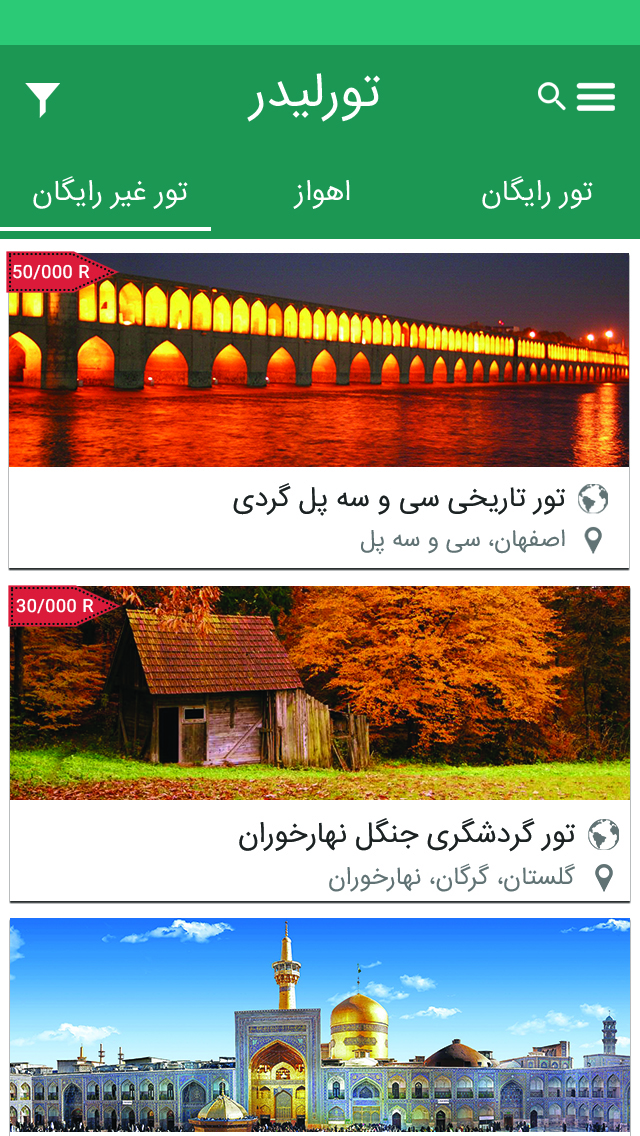 تورلیدر
تور رایگان
اهواز
تور غیر رایگان
50/000 R
تور تاریخی سی و سه پل گردی
اصفهان، سی و سه پل
30/000 R
تور گردشگری جنگل نهارخوران
گلستان، گرگان، نهارخوران